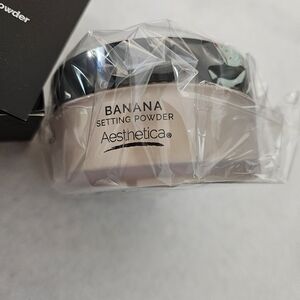 owder
BANANA
SETTING POWDER
Aesthetica®